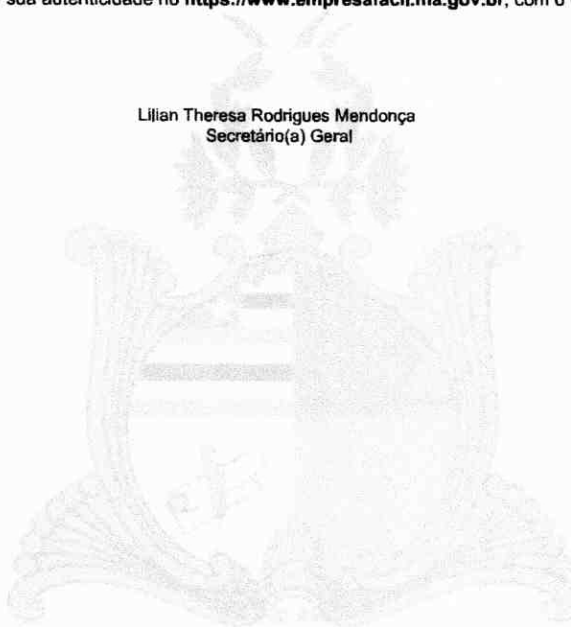 sua autenticidade no https://www.empresafacil.ma.gov.br, com o
Lilian Theresa Rodrigues Mendonça
Secretário(a) Geral